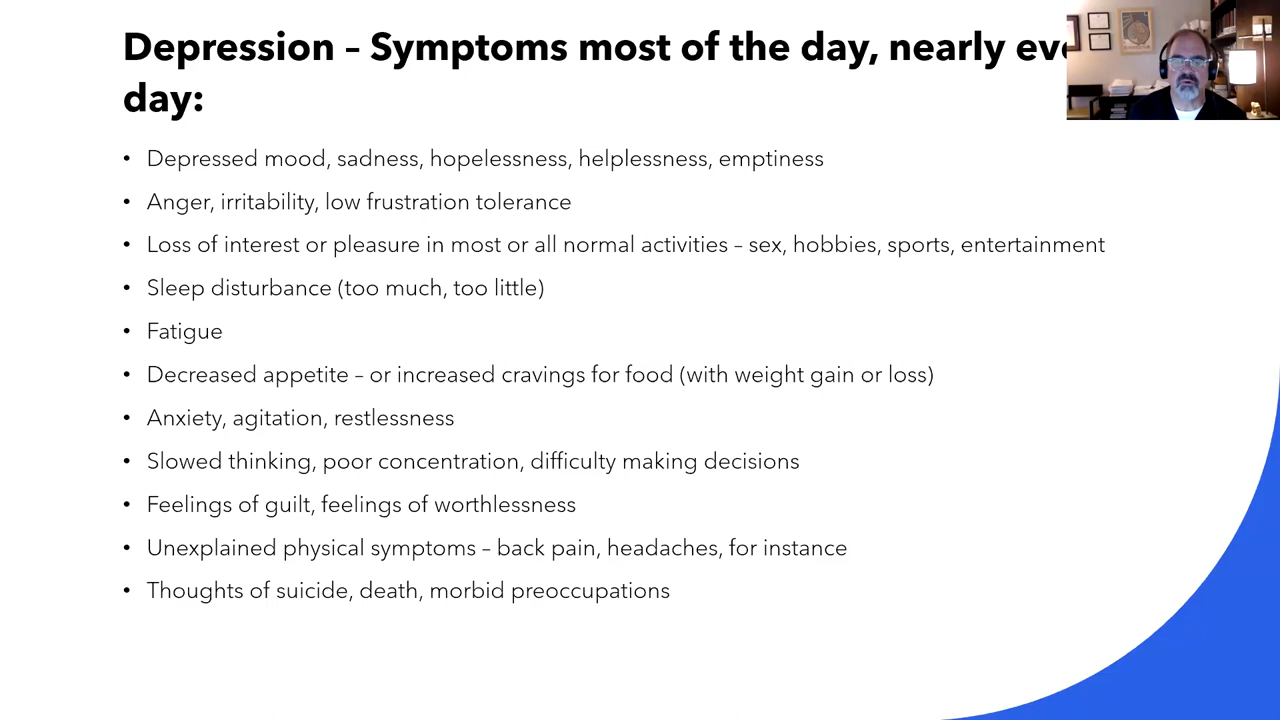 Depression – Symptoms most of the day, nearly
day:
• Depressed mood, sadness, hopelessness, helplessness, emptiness
• Anger, irritability, low frustration tolerance
• Loss of interest or pleasure in most or all normal activities – sex, hobbies, sports, entertainment
• Sleep disturbance (too much, too little)
• Fatigue
• Decreased appetite – or increased cravings for food (with weight gain or loss)
• Anxiety, agitation, restlessness
• Slowed thinking, poor concentration, difficulty making decisions
• Feelings of guilt, feelings of worthlessness
• Unexplained physical symptoms – back pain, headaches, for instance
• Thoughts of suicide, death, morbid preoccupations